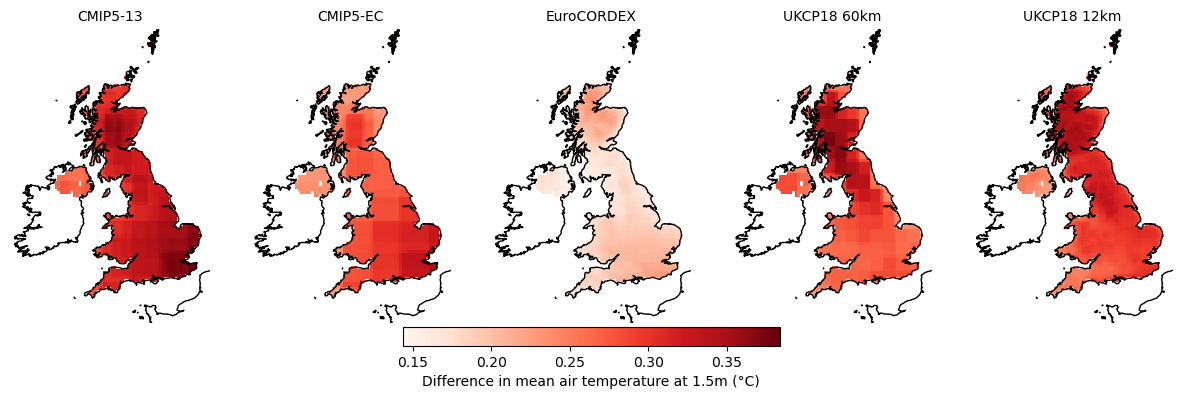 CMIP5-13
CMIP5-EC
EuroCORDEX
UKCP18 60km
UKCP18 12km
0.15 0.20 0.25 0.30 0.35
Difference in mean air temperature at 1.5m (°C)